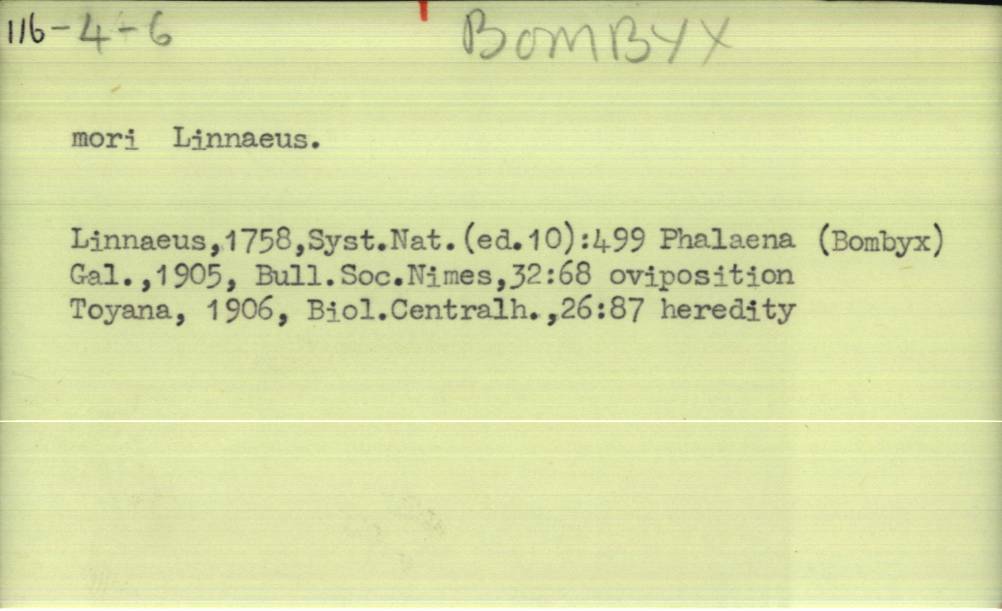 116-4-6 BOMBYX
mori Linnaeus.
Linnaeus,1758,Syst.Nat.(ed.10):499 Phalaena (Bombyx)
Gal.,1905, Bull.Soc.Nimes,32:68 oviposition
Toyana, 1906, Biol.Centralh.,26:87 heredity